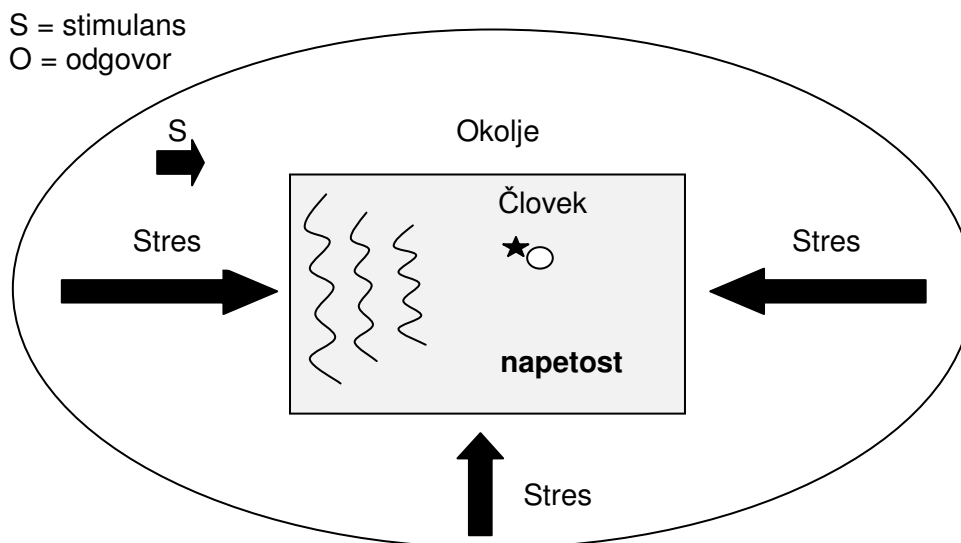 S = stimulans
O = odgovor
S
Okolje
Človek
Stres
Stres
napetost
Stres